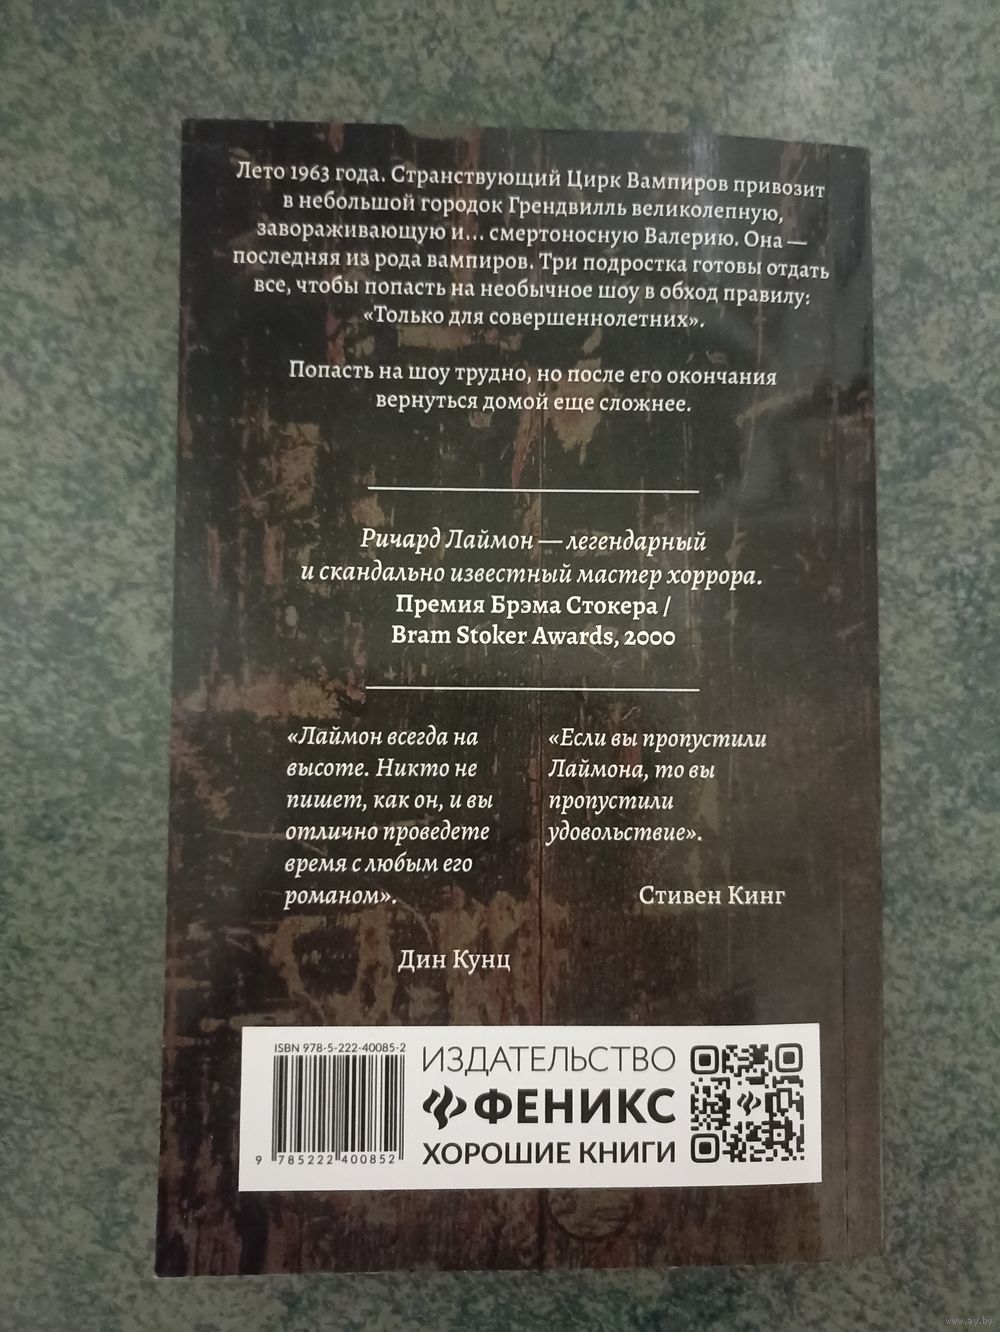 Лето 1963 года. Странствующий Цирк Вампиров привозит
в небольшой городок Грендвилль великолепную,
завораживающую и... смертоносную Валерию. Она —
последняя из рода вампиров. Три подростка готовы отдать
все, чтобы попасть на необычное шоу в обход правилу:
«Только для совершеннолетних».
Попасть на шоу трудно, но после его окончания
вернуться домой еще сложнее.
Ричард Лаймон — легендарный
и скандально известный мастер хоррора.
Премия Брэма Стокера /
Bram Stoker Awards, 2000
«Лаймон всегда на
высоте. Никто не
пишет, как он, и вы
отлично проведете
время с любым его
романом».
Дин Кунц
«Если вы пропустили
Лаймона, то вы
пропустили
удовольствие».
Стивен Кинг
ISBN 978-5-222-40085-2
9 785222 400852
ИЗДАТЕЛЬСТВО
ФЕНИКС
ХОРОШИЕ КНИГИ
www.ay.by